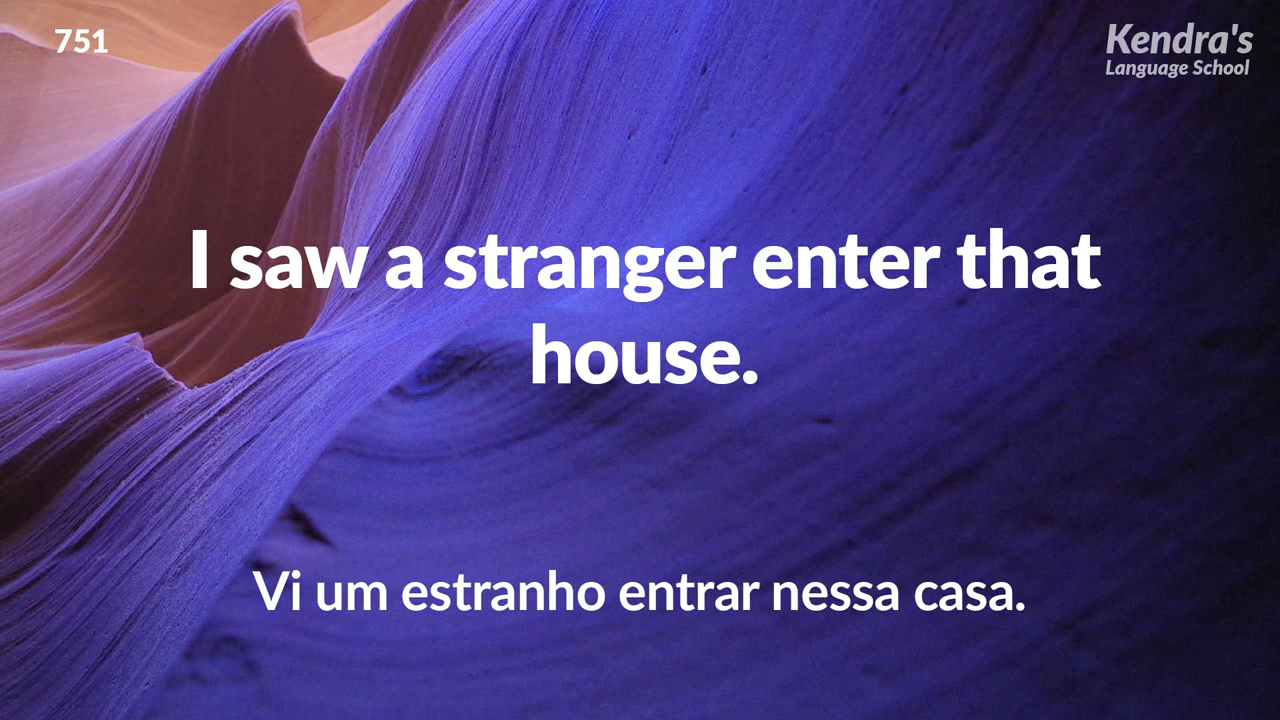 751
Kendra's
Language School
I saw a stranger enter that
house.
Vi um estranho entrar nessa casa.